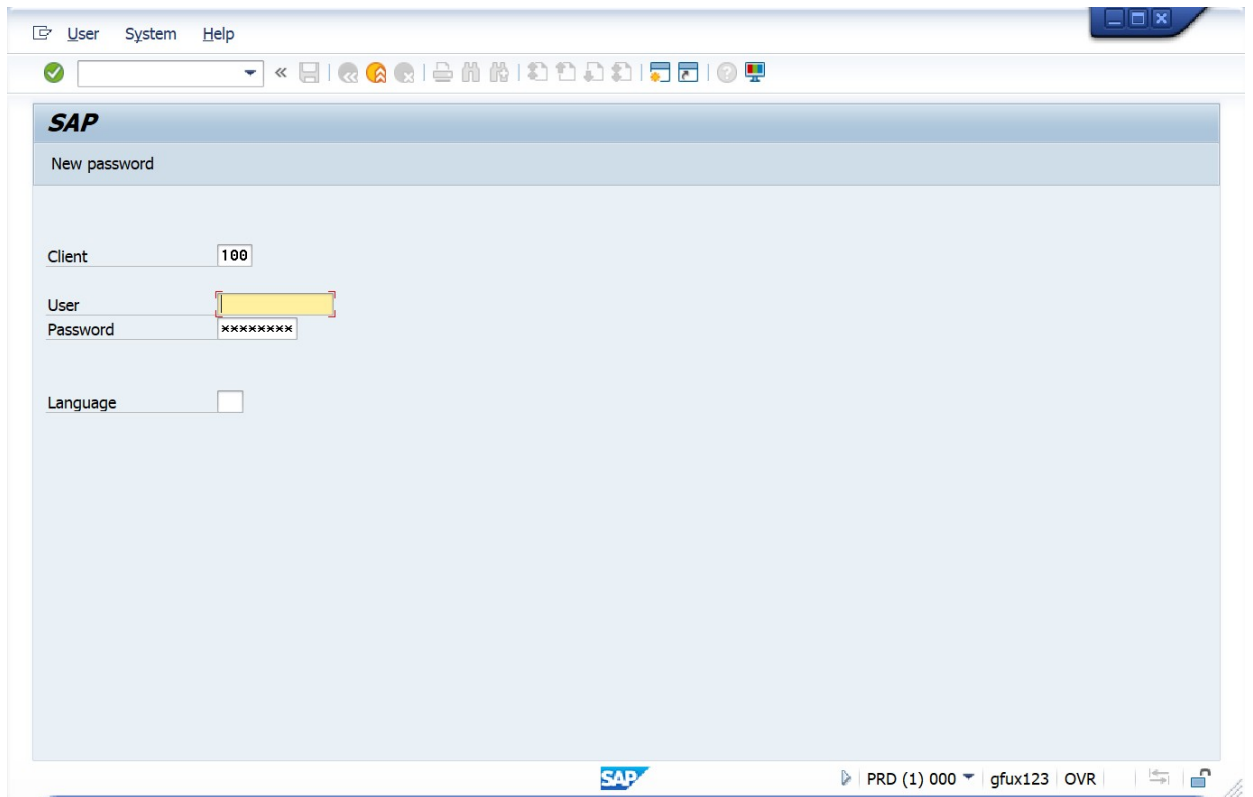 User System Help
SAP
New password
Client 100
User
Password ********
Language
SAP PRD (1) 000 gfux123 OVR